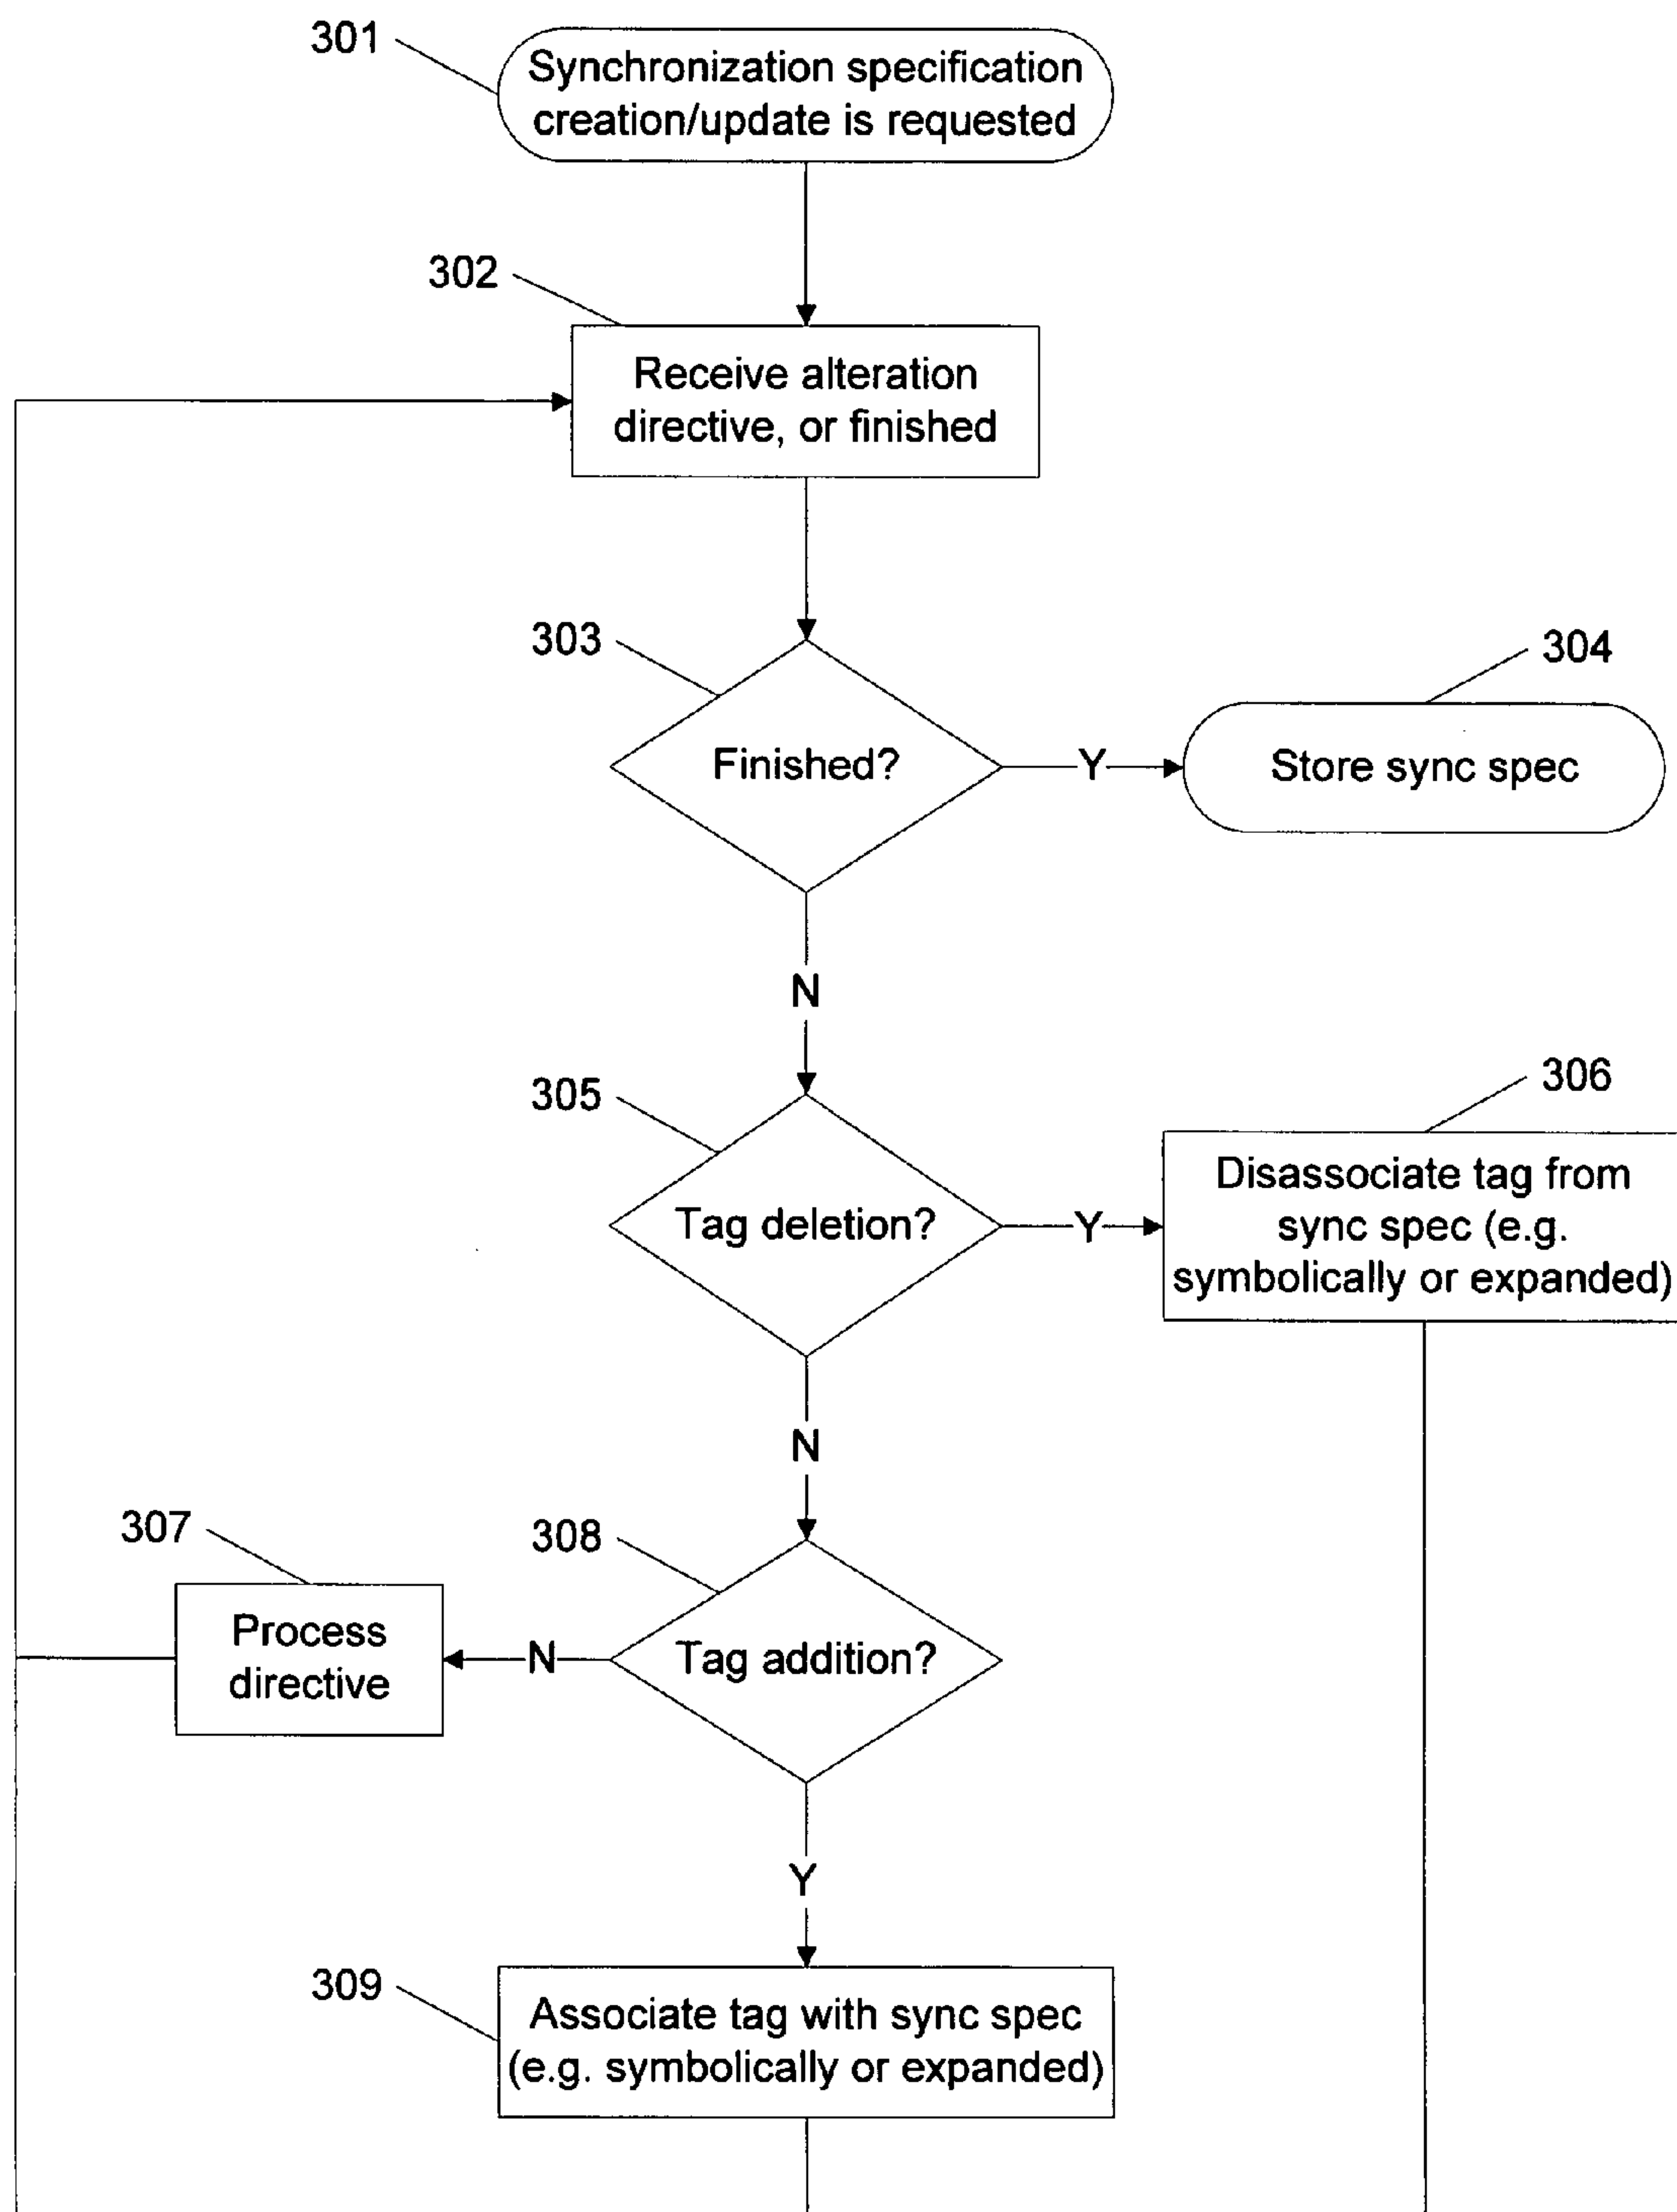 301
Synchronization specification
creation/update is requested
302
Receive alteration
directive, or finished
303
Finished?
Y
304
Store sync spec
N
305
Tag deletion?
Y
306
Disassociate tag from
sync spec (e.g.
symbolically or expanded)
N
307
Process
directive
N
308
Tag addition?
Y
309
Associate tag with sync spec
(e.g. symbolically or expanded)